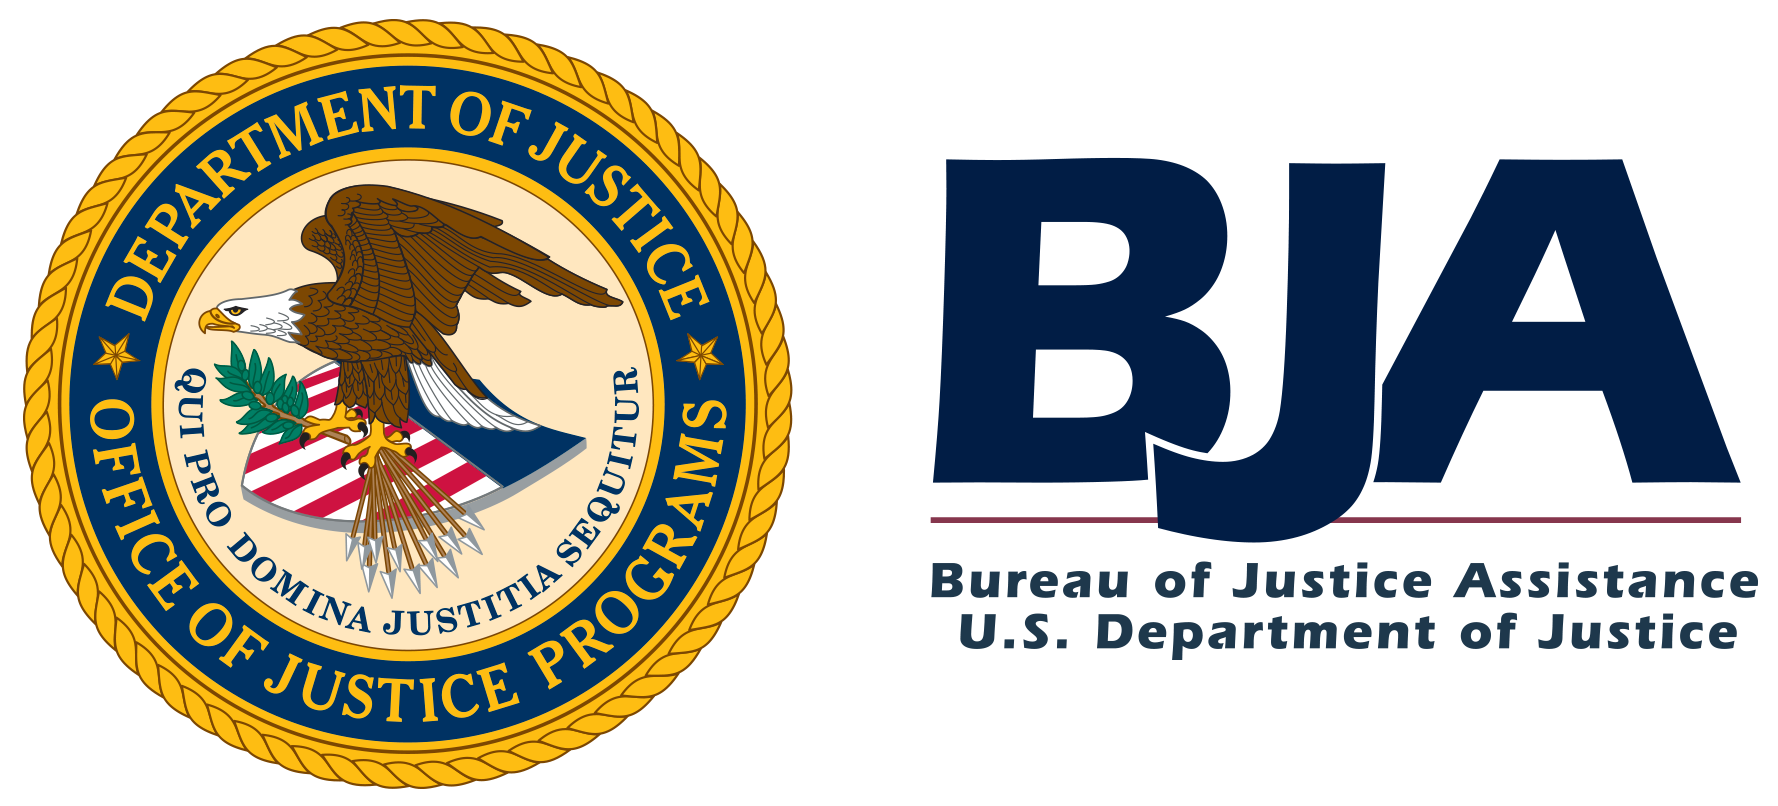 DEPARTMENT OF JUSTICE
OFFICE OF JUSTICE PROGRAMS
QUI PRO DOMINA JUSTITIA SEQUITUR
BJA
Bureau of Justice Assistance
U.S. Department of Justice